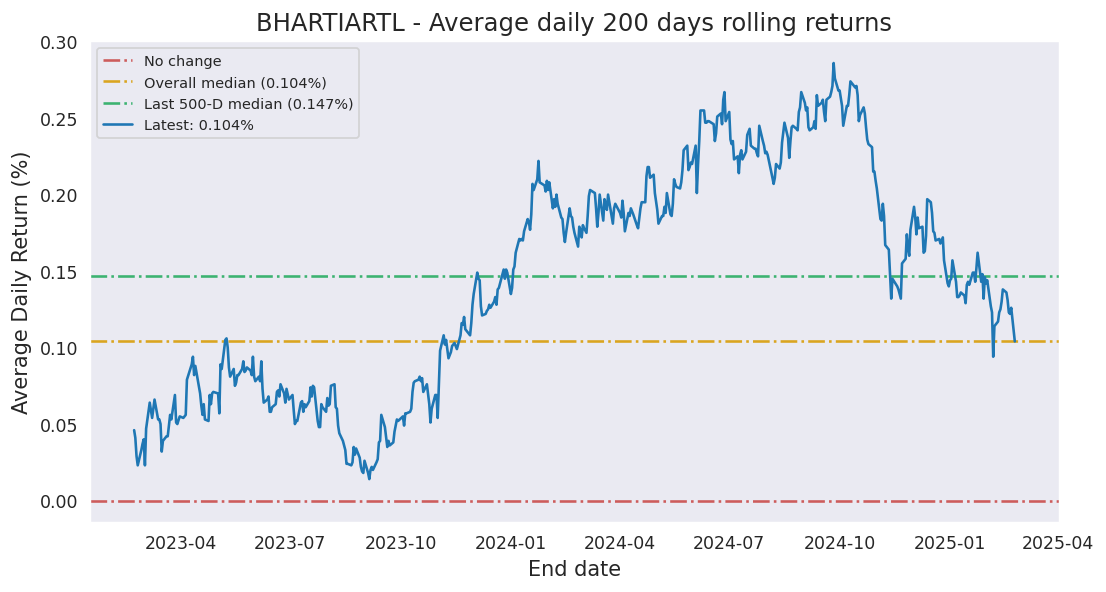 BHARTIARTL - Average daily 200 days rolling returns
No change
Overall median (0.104%)
Last 500-D median (0.147%)
Latest: 0.104%
Average Daily Return (%)
0.30
0.25
0.20
0.15
0.10
0.05
0.00
2023-04 2023-07 2023-10 2024-01 2024-04 2024-07 2024-10 2025-01 2025-04
End date